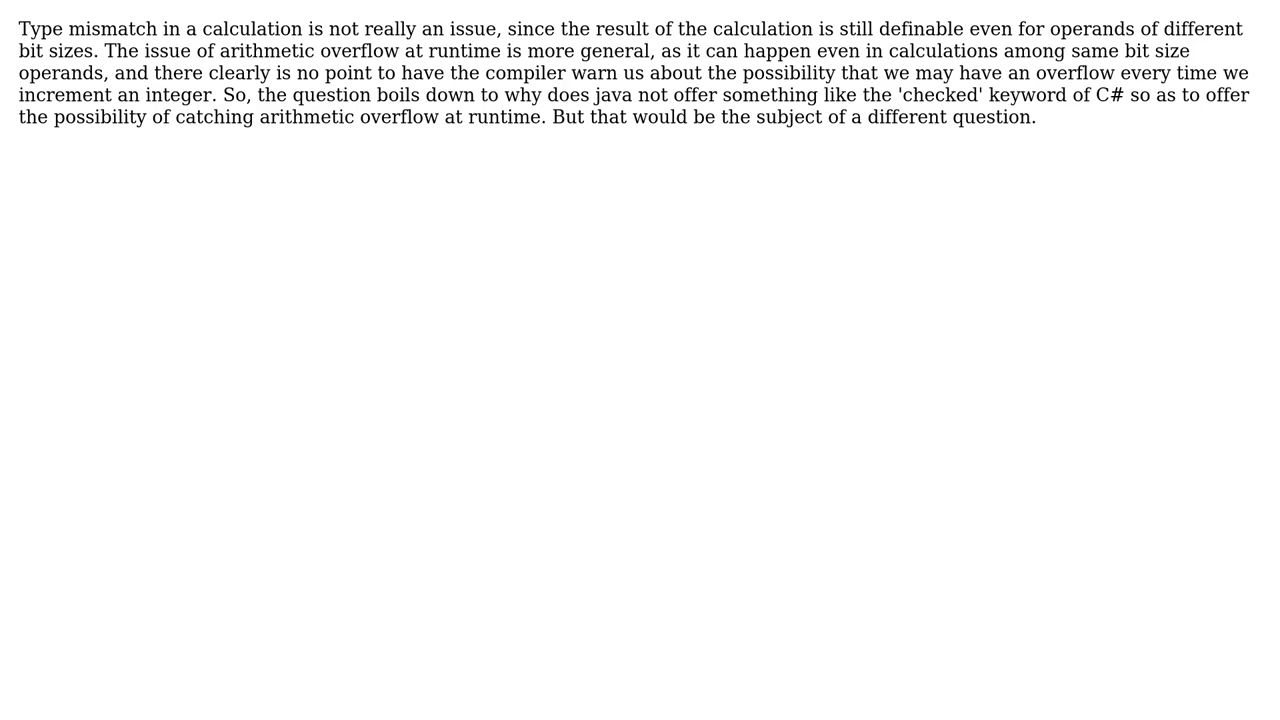 Type mismatch in a calculation is not really an issue, since the result of the calculation is still definable even for operands of different
bit sizes. The issue of arithmetic overflow at runtime is more general, as it can happen even in calculations among same bit size
operands, and there clearly is no point to have the compiler warn us about the possibility that we may have an overflow every time we
increment an integer. So, the question boils down to why does java not offer something like the 'checked' keyword of C# so as to offer
the possibility of catching arithmetic overflow at runtime. But that would be the subject of a different question.